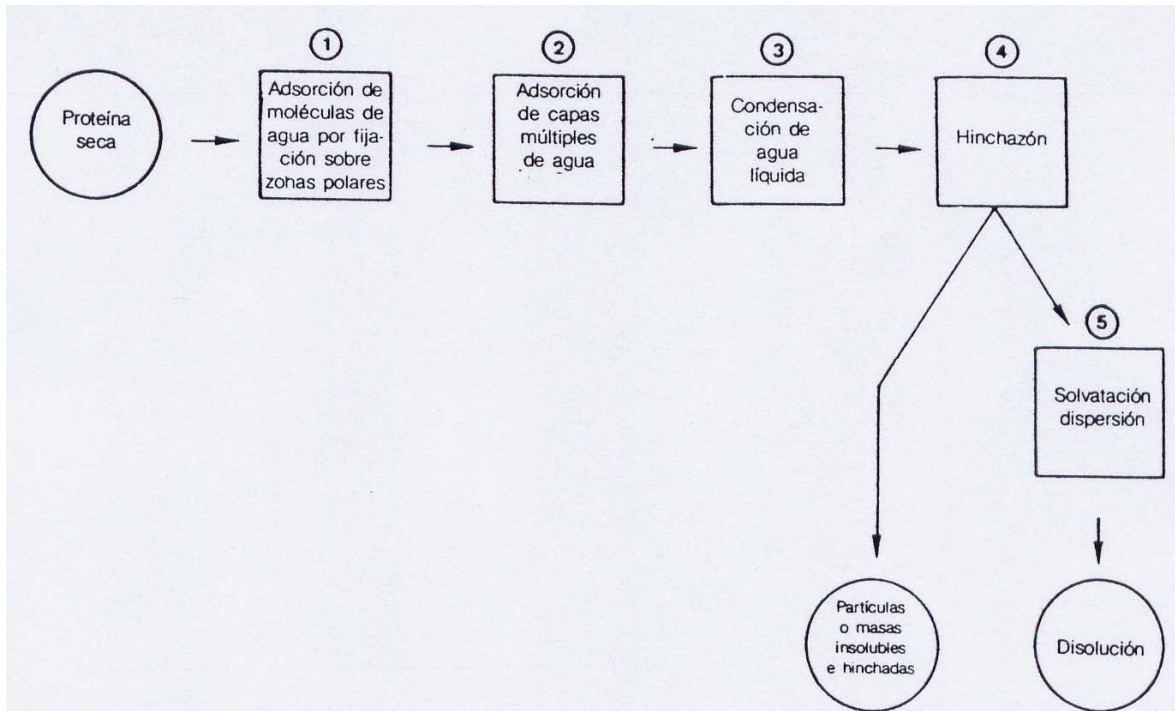 1
2
3
4
Proteína
seca
Adsorción de
moléculas de
agua por fija-
ción sobre
zohas polares
Adsorción
de capas
múltiples
de agua
Condensa-
ción de
agua
líquida
Hinchazón
5
Solvatación
dispersión
Partículas
o masas
insolubles
e hinchadas
Disolución